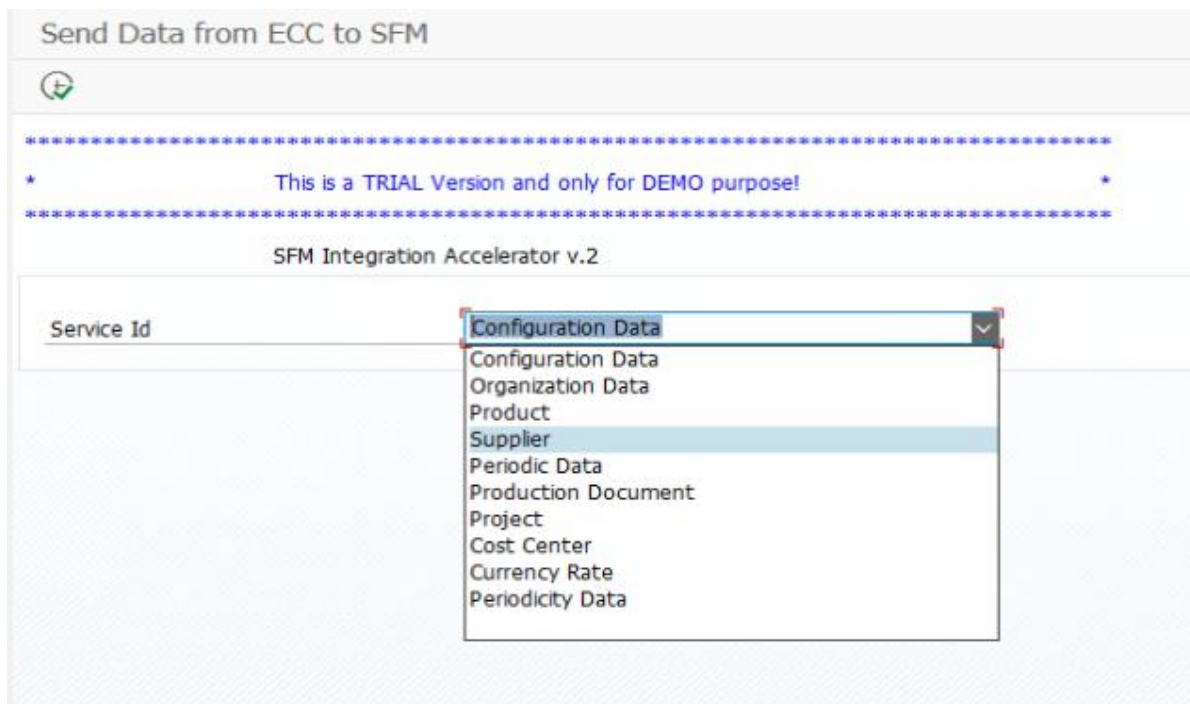 Send Data from ECC to SFM
***********************************************************************************
* This is a TRIAL Version and only for DEMO purpose! *
***********************************************************************************
SFM Integration Accelerator v.2
Service Id Configuration Data
Configuration Data
Organization Data
Product
Supplier
Periodic Data
Production Document
Project
Cost Center
Currency Rate
Periodicity Data